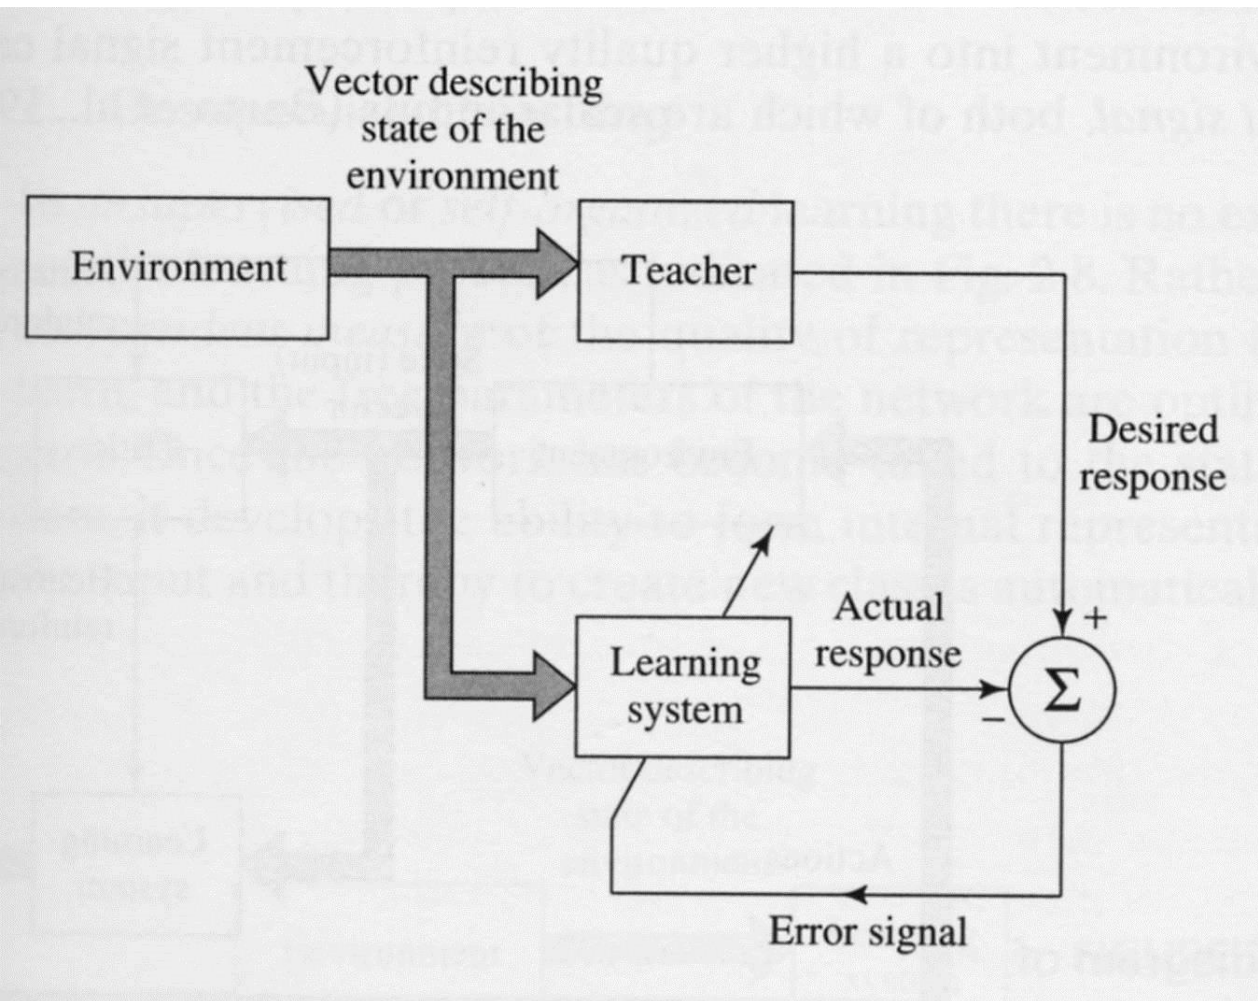 Vector describing
state of the
environment
Environment
Teacher
Desired
response
Actual
response
+
Learning
system
Σ
−
Error signal